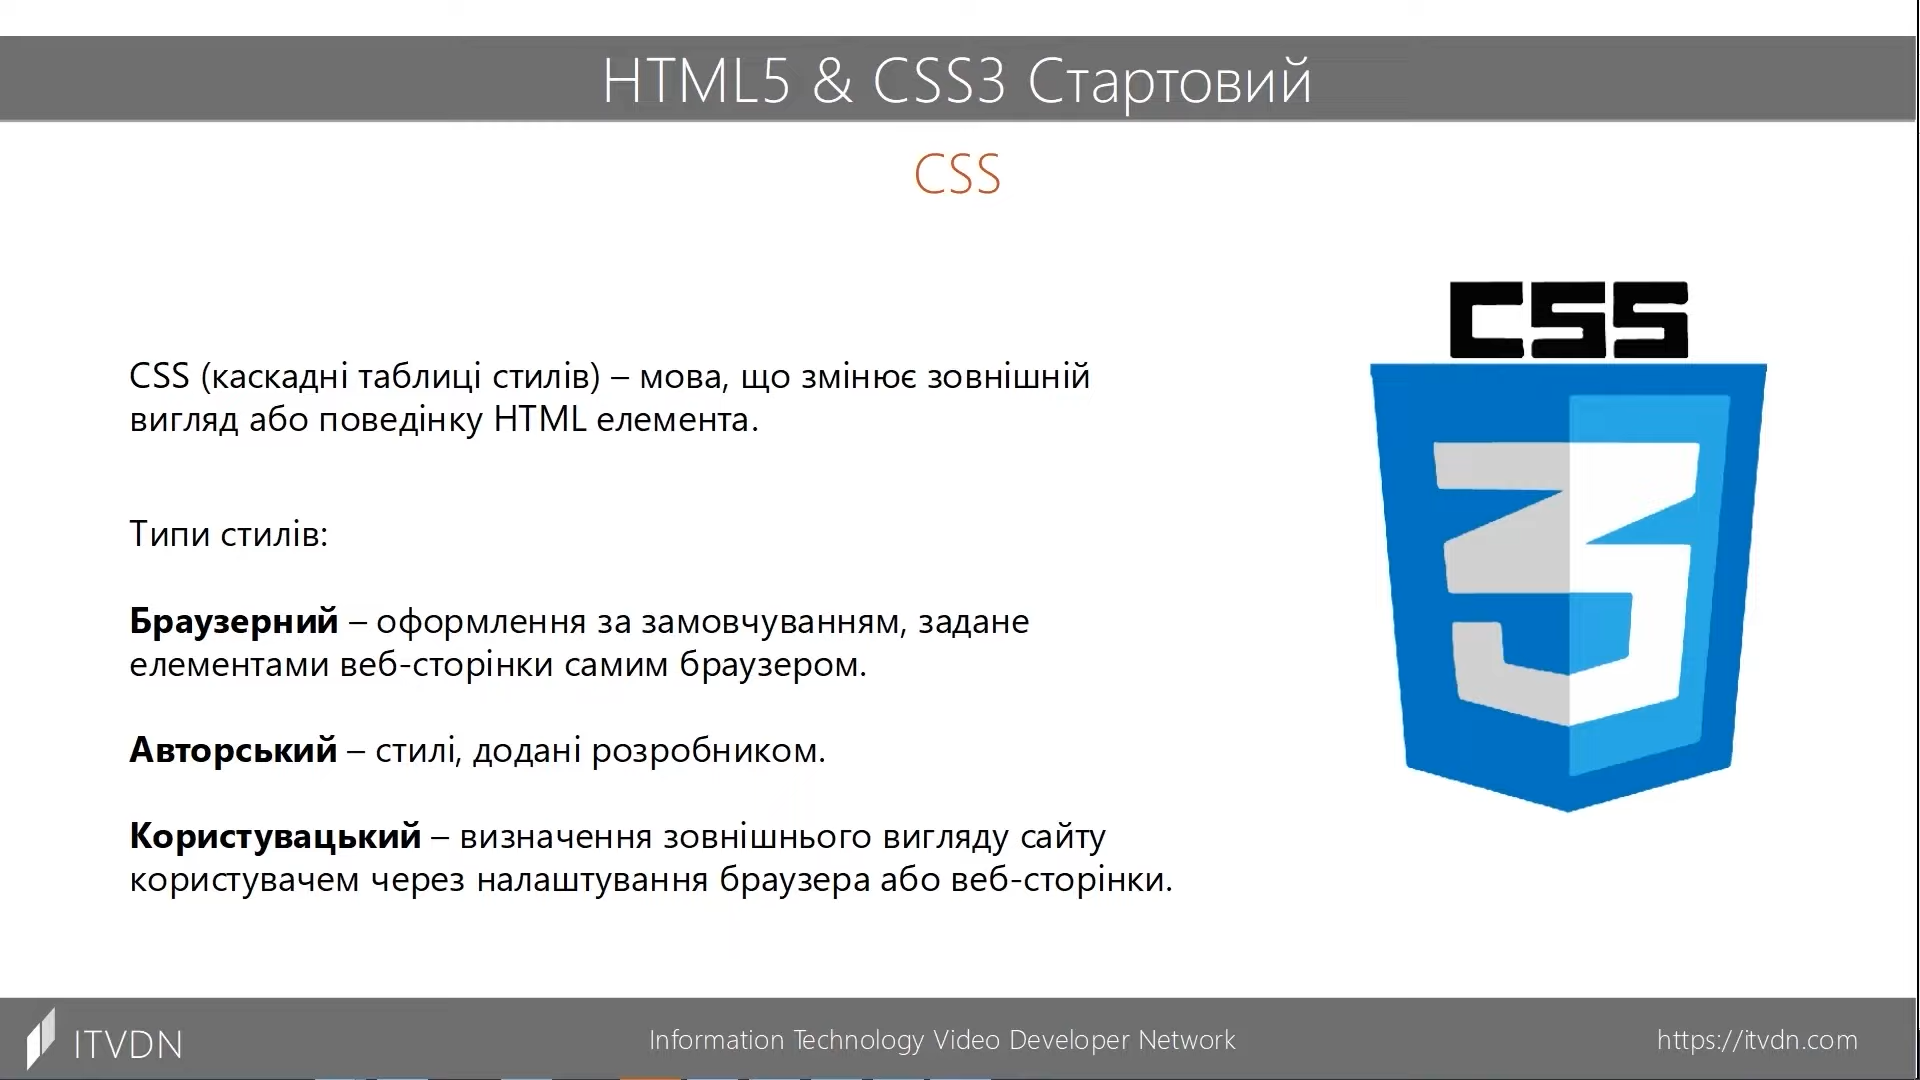 HTML5 & CSS3 Стартовий
CSS
CSS (каскадні таблиці стилів) – мова, що змінює зовнішній
вигляд або поведінку HTML елемента.
Типи стилів:
Браузерний – оформлення за замовчуванням, задане
елементами веб-сторінки самим браузером.
Авторський – стилі, додані розробником.
Користувацький – визначення зовнішнього вигляду сайту
користувачем через налаштування браузера або веб-сторінки.
CSS
3
ITVDN
Information Technology Video Developer Network
https://itvdn.com